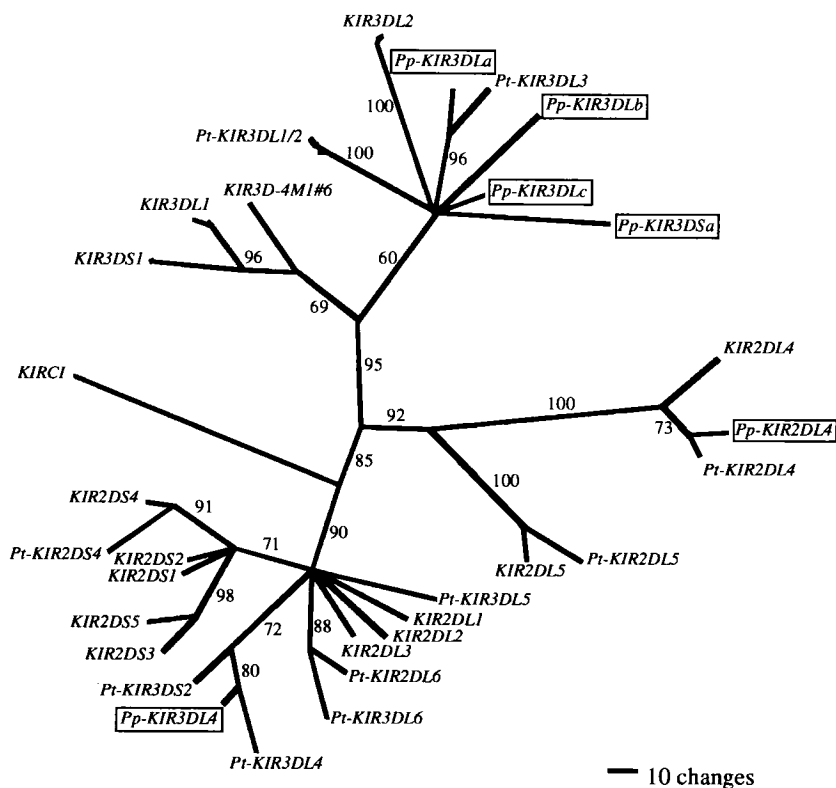 KIR3DL2
Pp-KIR3DLa
Pt-KIR3DL3
Pp-KIR3DLb
100
Pt-KIR3DL1/2
100
96
KIR3D-4M1#6
Pp-KIR3DLc
KIR3DL1
Pp-KIR3DSa
KIR3DS1
96
60
69
KIR2DL4
95
KIRC1
100
92
73
Pp-KIR2DL4
85
Pt-KIR2DL4
100
KIR2DS4
91
90
Pt-KIR2DS4
71
KIR2DS2
KIR2DL5
Pt-KIR2DL5
KIR2DS1
98
Pt-KIR3DL5
KIR2DS5
KIR2DL1
72
88
KIR2DL2
KIR2DS3
KIR2DL3
80
Pt-KIR2DL6
Pt-KIR3DS2
Pp-KIR3DL4
Pt-KIR3DL6
Pt-KIR3DL4
10 changes